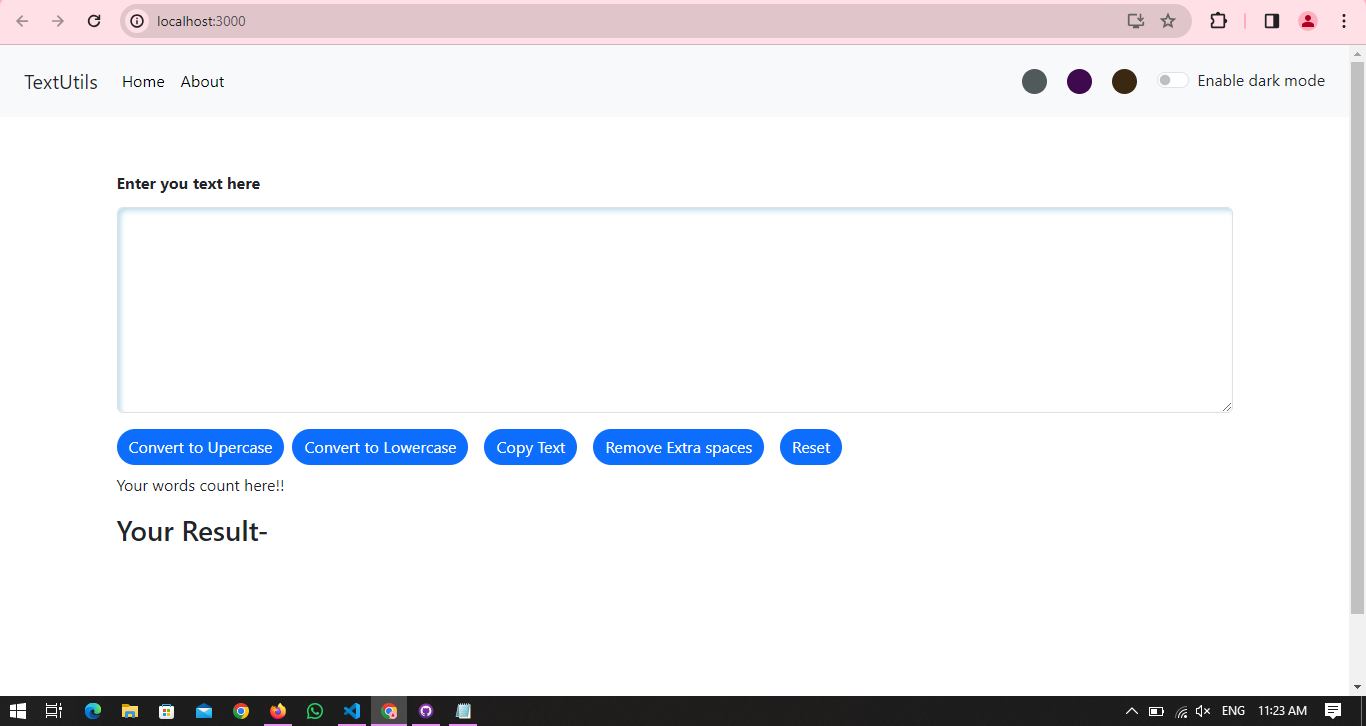 localhost:3000
TextUtils Home About Enable dark mode
Enter you text here
Convert to Upercase Convert to Lowercase Copy Text Remove Extra spaces Reset
Your words count here!!
Your Result-
ENG 11:23 AM